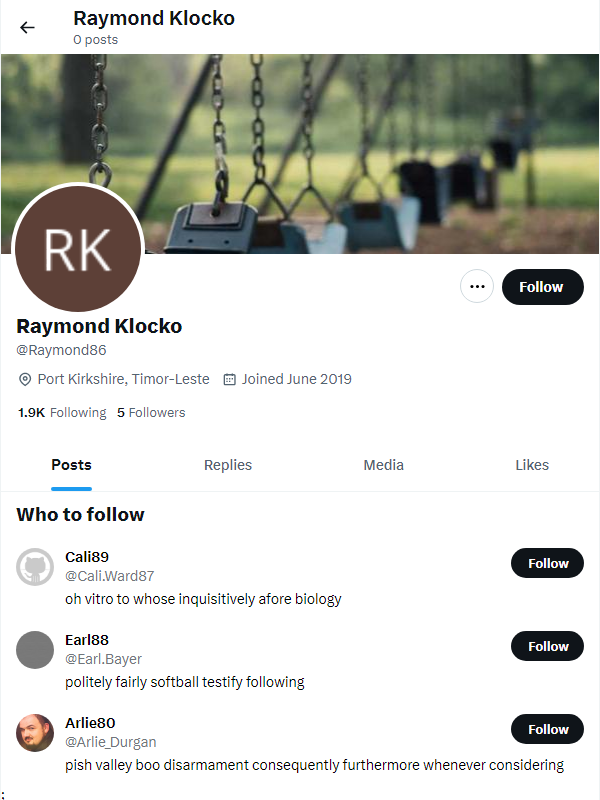 Raymond Klocko
0 posts
RK
Follow
Raymond Klocko
@Raymond86
Port Kirkshire, Timor-Leste Joined June 2019
1.9K Following 5 Followers
Posts Replies Media Likes
Who to follow
Cali89
@Cali.Ward87
Follow
oh vitro to whose inquisitively afore biology
Earl88
@Earl.Bayer
Follow
politely fairly softball testify following
Arlie80
@Arlie_Durgan
Follow
pish valley boo disarmament consequently furthermore whenever considering
;